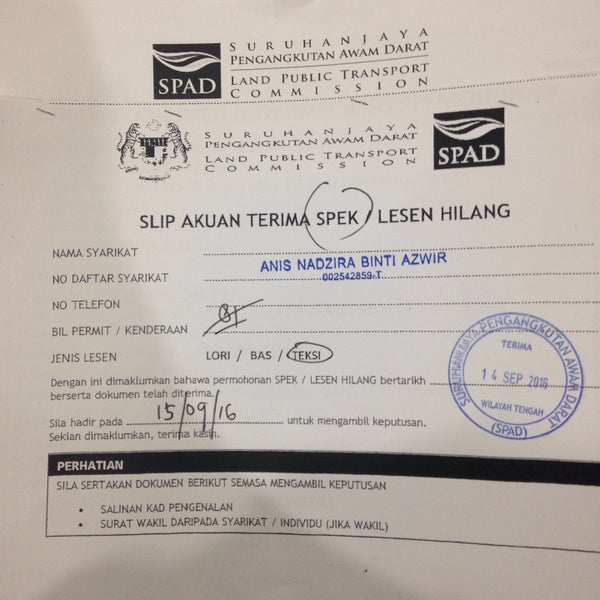 SPAD
SURUHANJAYA
PENGANGKUTAN AWAM DARAT
LAND PUBLIC TRANSPORT
COMMISSION
SURUHANJAYA
PENGANGKUTAN AWAM DARAT
LAND PUBLIC TRANSPORT
COMMISSION
SPAD
SLIP AKUAN TERIMA SPEK / LESEN HILANG
NAMA SYARIKAT
ANIS NADZIRA BINTI AZWIR
NO DAFTAR SYARIKAT
002542859-T
NO TELEFON
BIL PERMIT / KENDERAAN
JENIS LESEN LORI / BAS / TEKSI
Dengan ini dimaklumkan bahawa permohonan SPEK / LESEN HILANG bertarikh
berserta dokumen telah diterima.
Sila hadir pada 15/09/16 untuk mengambil keputusan.
Sekian dimaklumkan, terima kasih.
SURUHANJAYA PENGANGKUTAN AWAM DARAT
TERIMA
14 SEP 2016
WILAYAH TENGAH
(SPAD)
PERHATIAN
SILA SERTAKAN DOKUMEN BERIKUT SEMASA MENGAMBIL KEPUTUSAN
• SALINAN KAD PENGENALAN
• SURAT WAKIL DARIPADA SYARIKAT / INDIVIDU (JIKA WAKIL)